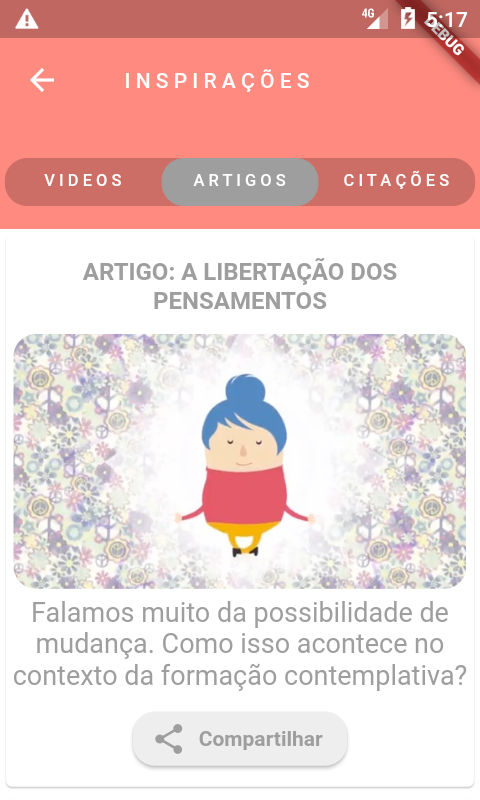 4G 5:17
DEBUG
INSPIRAÇÕES
VIDEOS ARTIGOS CITAÇÕES
ARTIGO: A LIBERTAÇÃO DOS
PENSAMENTOS
Falamos muito da possibilidade de
mudança. Como isso acontece no
contexto da formação contemplativa?
Compartilhar